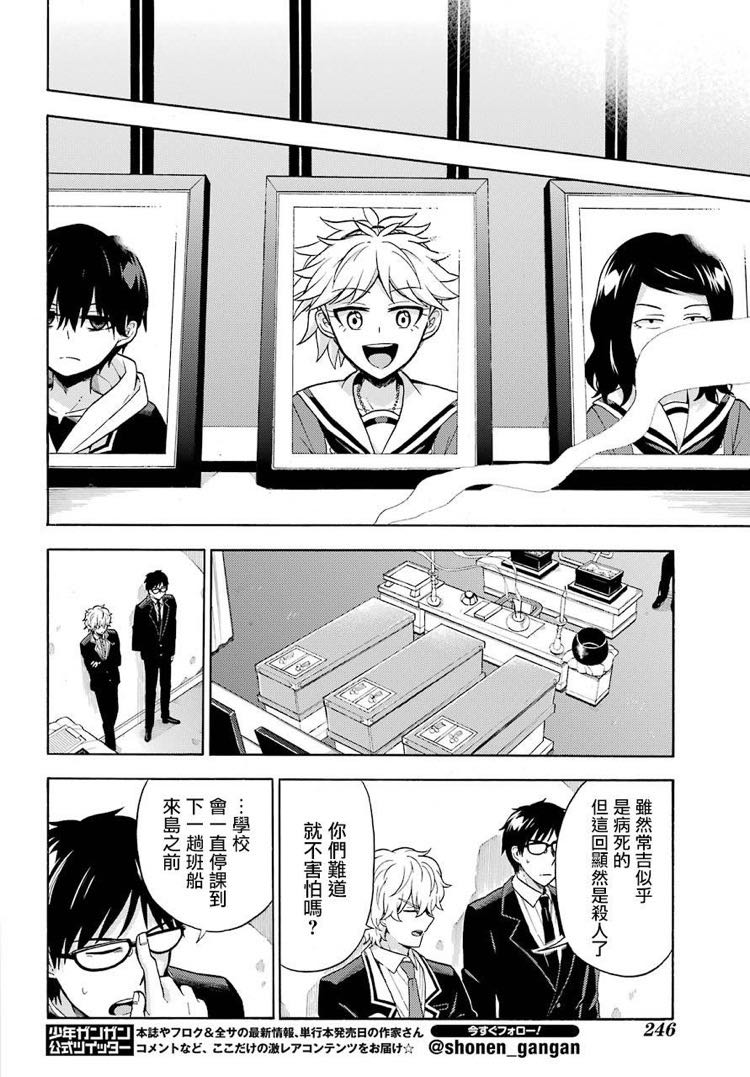 雖然常吉似乎
是病死的
但這回顯然是殺人了
你們難道
就不害怕嗎？
…學校
會一直停課到
下一趟班船
來島之前
246
少年ガンガン
公式ツイッター
本誌やフロク＆全サの最新情報、単行本発売日の作家さん
コメントなど、ここだけの激レアコンテンツをお届け☆
今すぐフォロー！
@shonen_gangan